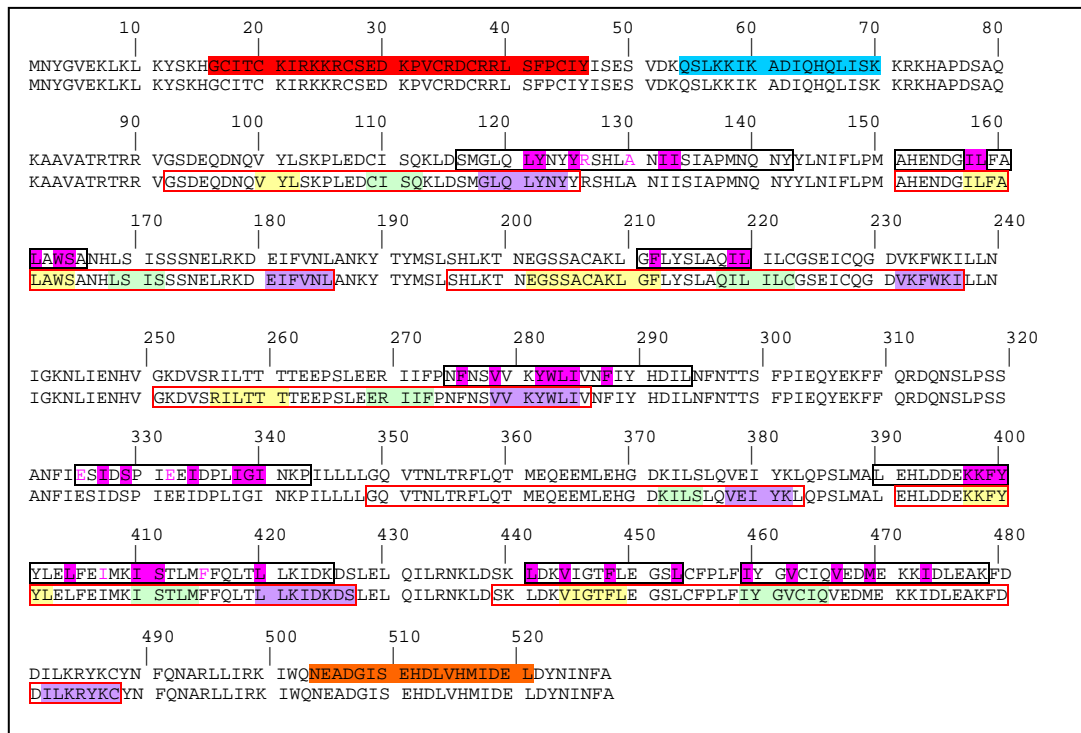 10 20 30 40 50 60 70 80
MNYGVEKLKL KYSKHGCITC KIRKKRCSED KPVCRDCRRL SFPCIYISES VDKQSLKKIK ADIQHQLISK KRKHAPDSAQ
MNYGVEKLKL KYSKHGCITC KIRKKRCSED KPVCRDCRRL SFPCIYISES VDKQSLKKIK ADIQHQLISK KRKHAPDSAQ
90 100 110 120 130 140 150 160
KAAVATRTRR VGSDEQDNQV YLSKPLEDCI SQKLDSMGLQ LYNYYRSHLA NIISIAPMNQ NYYLNIFLPM AHENDGILFA
KAAVATRTRR VGSDEQDNQV YLSKPLEDCI SQKLDSMGLQ LYNYYRSHLA NIISIAPMNQ NYYLNIFLPM AHENDGILFA
170 180 190 200 210 220 230 240
LAWSANHLSI SSSNELRKD EIFVNLANKY TYMSLSHLKT NEGSSACAKL GFLYSLAQIL ILCGSEICQG DVKFWKILLN
LAWSANHLSI SSSNELRKD EIFVNLANKY TYMSLSHLKT NEGSSACAKL GFLYSLAQIL ILCGSEICQG DVKFWKILLN
250 260 270 280 290 300 310 320
IGKNLIENHV GKDVSRILTT TTEEPSLEER IIFPNFNSVV KYWLIVNFIY HDILNFNTTS FPIEQYEKFF QRDQNSLPSS
IGKNLIENHV GKDVSRILTT TTEEPSLEER IIFPNFNSVV KYWLIVNFIY HDILNFNTTS FPIEQYEKFF QRDQNSLPSS
330 340 350 360 370 380 390 400
ANFIESIDSP IEEIDPLIGI NKPILLLLGQ VTNLTRFLQT MEQEEMLEHG DKILSLQVEI YKLQPSLMAL EHLDDEKKFY
ANFIESIDSP IEEIDPLIGI NKPILLLLGQ VTNLTRFLQT MEQEEMLEHG DKILSLQVEI YKLQPSLMAL EHLDDEKKFY
410 420 430 440 450 460 470 480
YLELFEIMKI STLMFFQLTL LKIDKDSLEL QILRNKLDSK LDKVIGTFLE GSLCFPLFIY GVCIQVEDME KKIDLEAKFD
YLELFEIMKI STLMFFQLTL LKIDKDSLEL QILRNKLDSK LDKVIGTFLE GSLCFPLFIY GVCIQVEDME KKIDLEAKFD
490 500 510 520
DILKRYKCYN FQNARLLIRK IWQNEADGIS EHDLVHMIDE LDYNINFA
DILKRYKCYN FQNARLLIRK IWQNEADGIS EHDLVHMIDE LDYNINFA